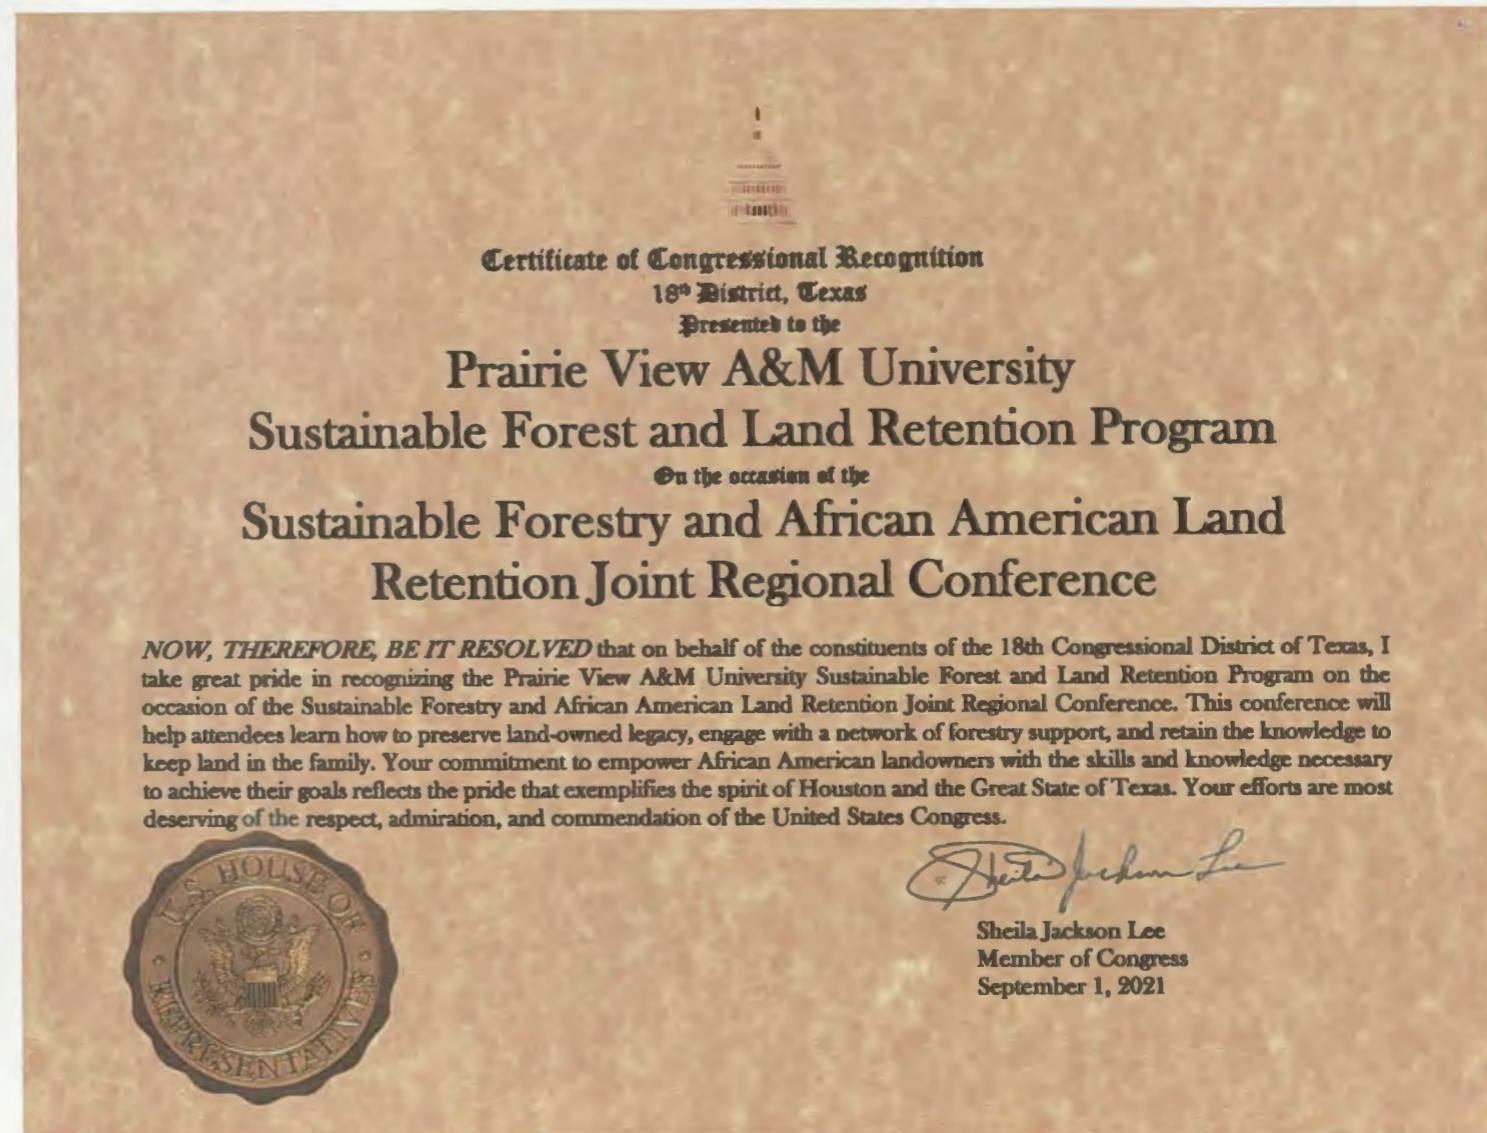 Certificate of Congressional Recognition
18th District, Texas
Presented to the
Prairie View A&M University
Sustainable Forest and Land Retention Program
On the occasion of the
Sustainable Forestry and African American Land
Retention Joint Regional Conference
NOW, THEREFORE, BE IT RESOLVED that on behalf of the constituents of the 18th Congressional District of Texas, I
take great pride in recognizing the Prairie View A&M University Sustainable Forest and Land Retention Program on the
occasion of the Sustainable Forestry and African American Land Retention Joint Regional Conference. This conference will
help attendees learn how to preserve land-owned legacy, engage with a network of forestry support, and retain the knowledge to
keep land in the family. Your commitment to empower African American landowners with the skills and knowledge necessary
to achieve their goals reflects the pride that exemplifies the spirit of Houston and the Great State of Texas. Your efforts are most
deserving of the respect, admiration, and commendation of the United States Congress.
Sheila Jackson Lee
Sheila Jackson Lee
Member of Congress
September 1, 2021
U.S. HOUSE OF
REPRESENTATIVES